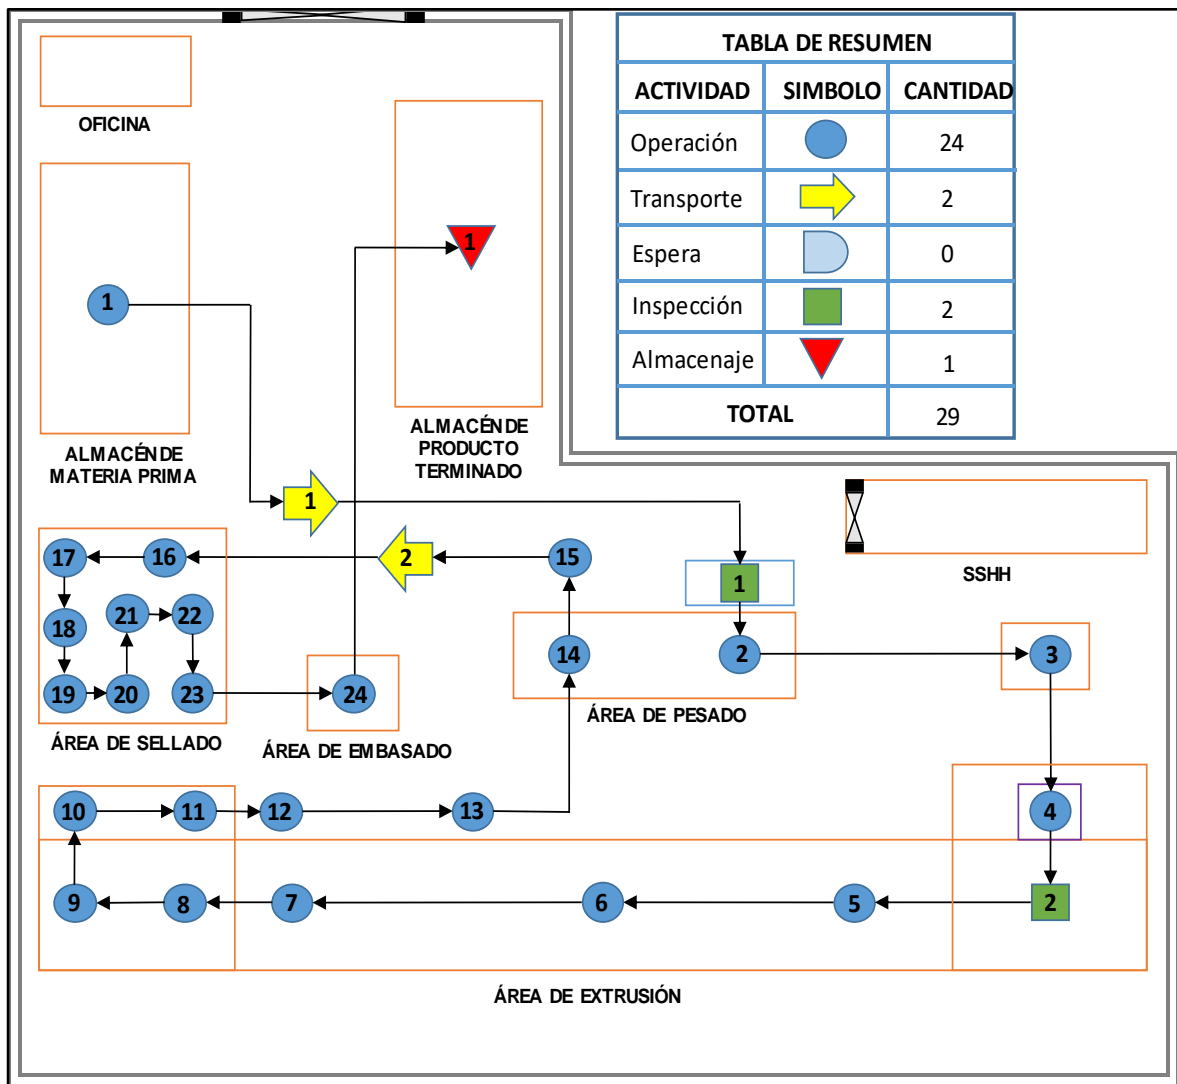 TABLA DE RESUMEN
ACTIVIDAD SIMBOLO CANTIDAD
Operación 24
Transporte 2
Espera 0
Inspección 2
Almacenaje 1
TOTAL 29
OFICINA
1
ALMACÉN DE
MATERIA PRIMA
1
ALMACÉN DE
PRODUCTO
TERMINADO
1
SSHH
17 16 2 15 1
18 21 22
19 20 23
ÁREA DE SELLADO
24
ÁREA DE EMBASADO
14 2
ÁREA DE PESADO
3
10 11 12 13 4
9 8 7 6 5 2
ÁREA DE EXTRUSIÓN